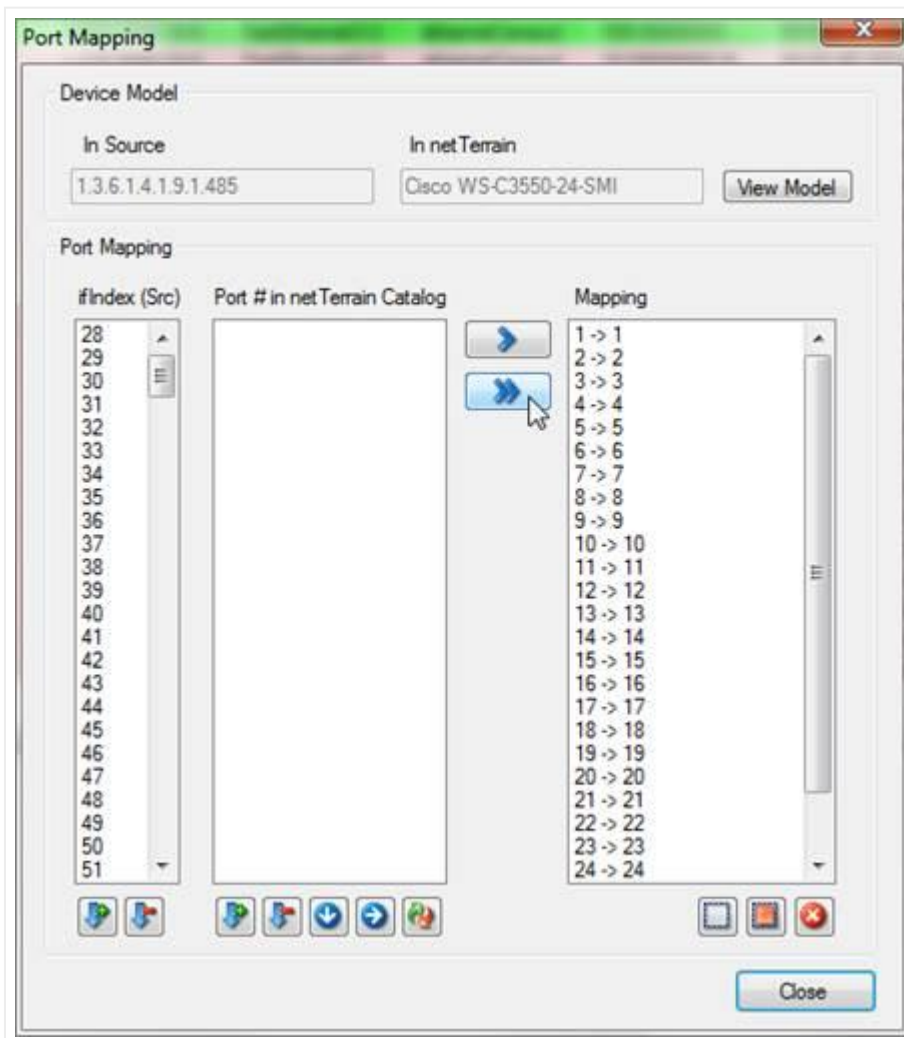 Port Mapping
Device Model
In Source
In netTerrain
1.3.6.1.4.1.9.1.485
Cisco WS-C3550-24-SMI
View Model
Port Mapping
ifIndex (Src)
Port # in netTerrain Catalog
Mapping
28
29
30
31
32
33
34
35
36
37
38
39
40
41
42
43
44
45
46
47
48
49
50
51
1 -> 1
2 -> 2
3 -> 3
4 -> 4
5 -> 5
6 -> 6
7 -> 7
8 -> 8
9 -> 9
10 -> 10
11 -> 11
12 -> 12
13 -> 13
14 -> 14
15 -> 15
16 -> 16
17 -> 17
18 -> 18
19 -> 19
20 -> 20
21 -> 21
22 -> 22
23 -> 23
24 -> 24
Close